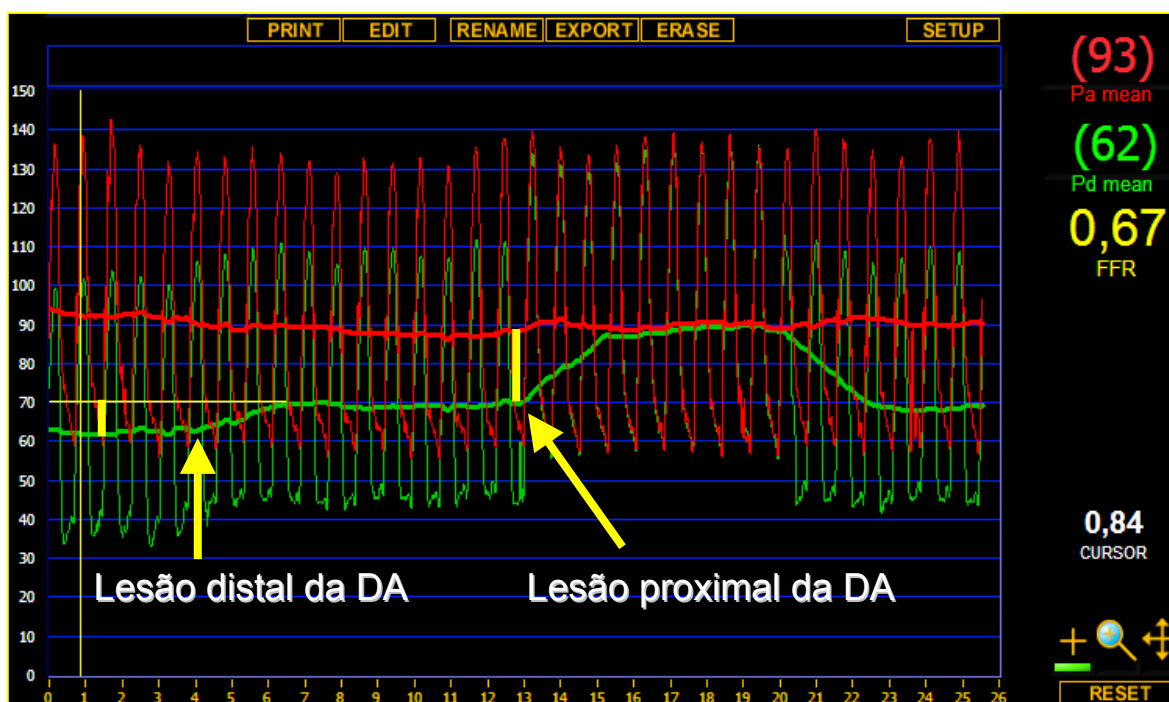 PRINT EDIT RENAME EXPORT ERASE SETUP
(93)
Pa mean
(62)
Pd mean
0,67
FFR
0,84
CURSOR
RESET
150
140
130
120
110
100
90
80
70
60
50
40
30
20
10
0
Lesão distal da DA
Lesão proximal da DA
0 1 2 3 4 5 6 7 8 9 10 11 12 13 14 15 16 17 18 19 20 21 22 23 24 25 26